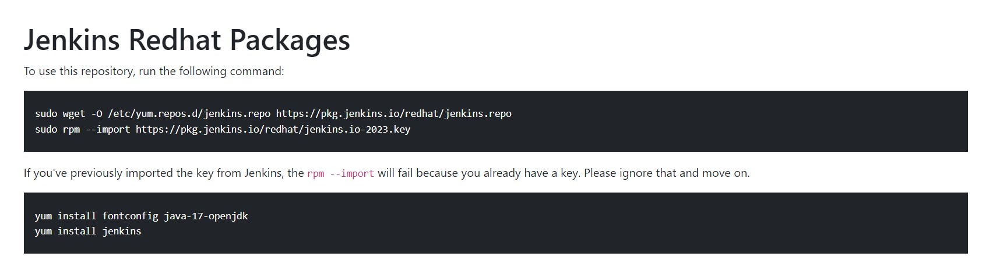 Jenkins Redhat Packages
To use this repository, run the following command:
sudo wget -O /etc/yum.repos.d/jenkins.repo https://pkg.jenkins.io/redhat/jenkins.repo
sudo rpm --import https://pkg.jenkins.io/redhat/jenkins.io-2023.key
If you've previously imported the key from Jenkins, the rpm --import will fail because you already have a key. Please ignore that and move on.
yum install fontconfig java-17-openjdk
yum install jenkins